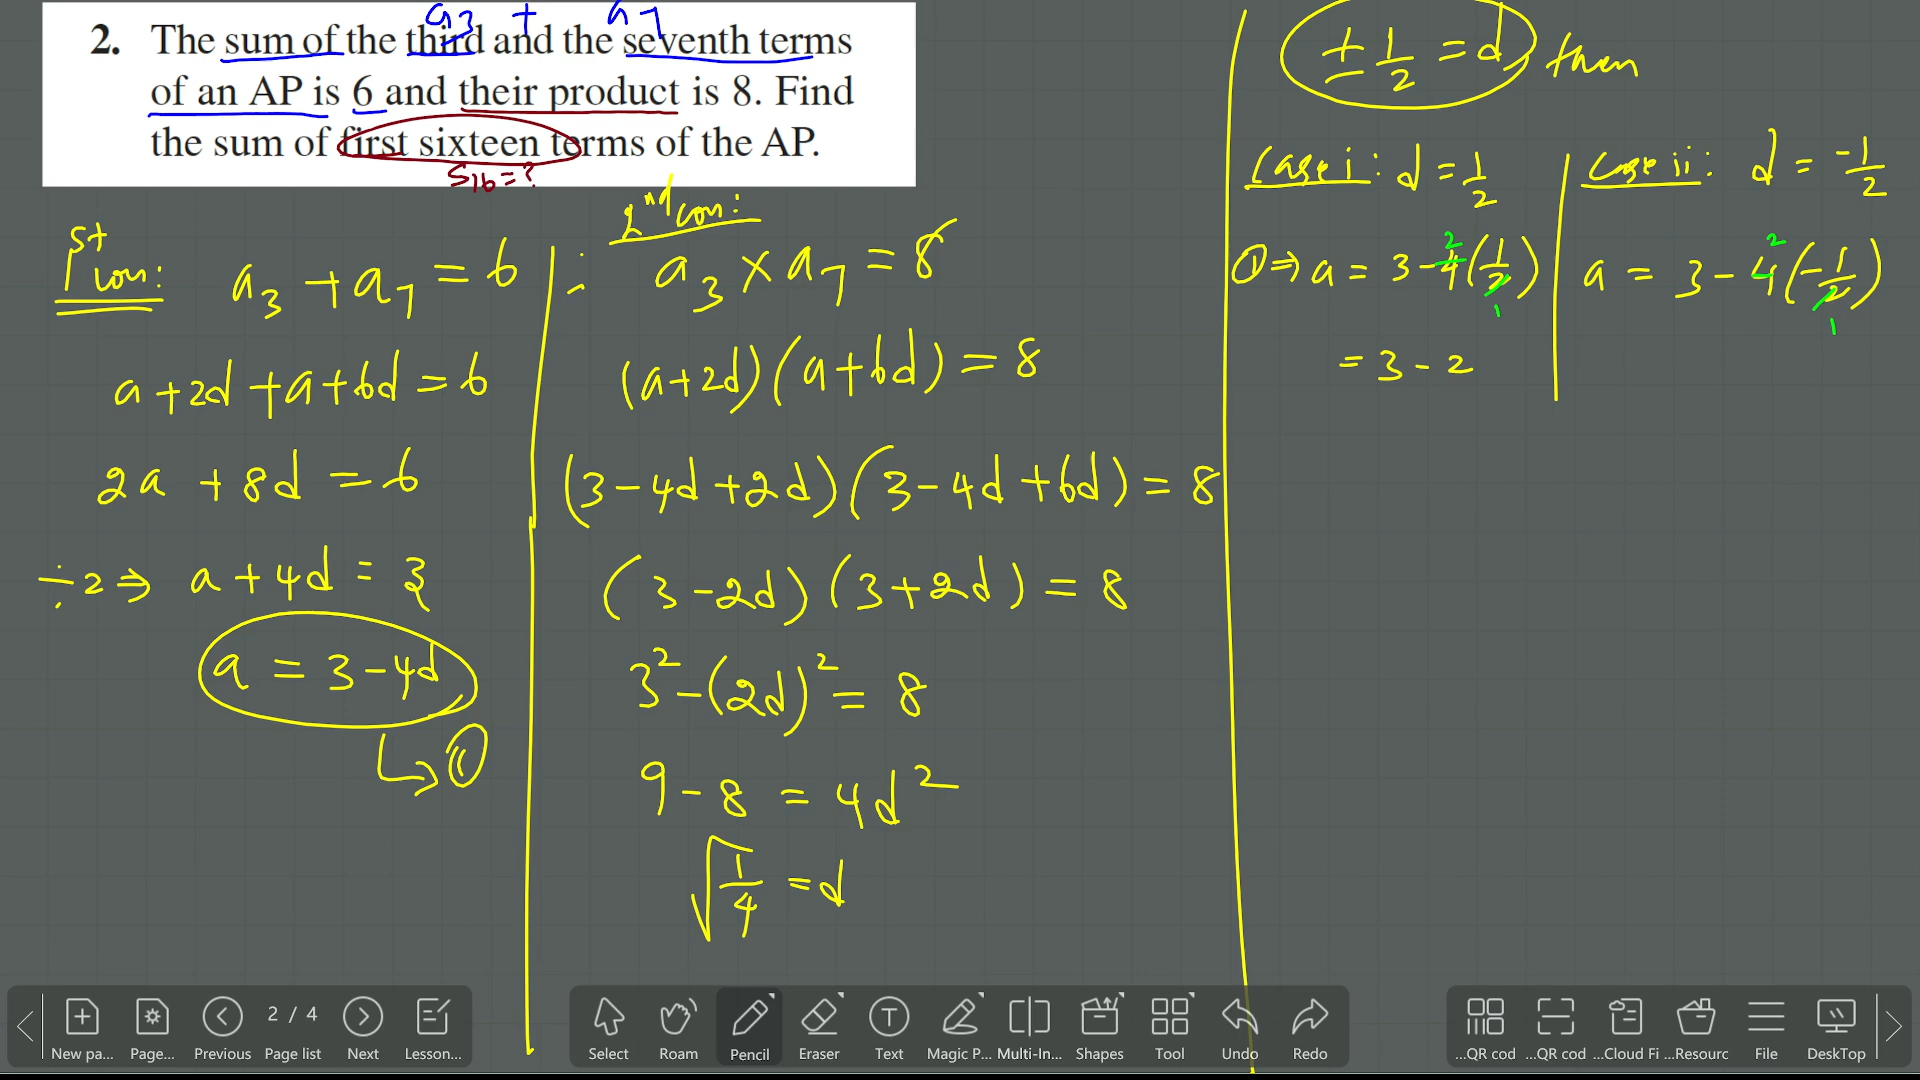 2. The sum of the third and the seventh terms
of an AP is 6 and their product is 8. Find
the sum of first sixteen terms of the AP.
a₃ + a₇
S₁₆ = ?
1st con: a₃ + a₇ = 6
a + 2d + a + 6d = 6
2a + 8d = 6
÷2 ⇒ a + 4d = 3
a = 3 - 4d
↳ ①
2nd con:
a₃ × a₇ = 8
(a + 2d)(a + 6d) = 8
(3 - 4d + 2d)(3 - 4d + 6d) = 8
(3 - 2d)(3 + 2d) = 8
3² - (2d)² = 8
9 - 8 = 4d²
√(1/4) = d
± 1/2 = d, then
Case i: d = 1/2
① ⇒ a = 3 - 4(1/2)
2
1
= 3 - 2
Case ii: d = -1/2
a = 3 - 4(-1/2)
2
1
New pa... Page... Previous 2 / 4 Page list Next Lesson...
Select Roam Pencil Eraser Text Magic P... Multi-In... Shapes Tool Undo Redo
...QR cod ...QR cod ...Cloud Fi ...Resourc File DeskTop